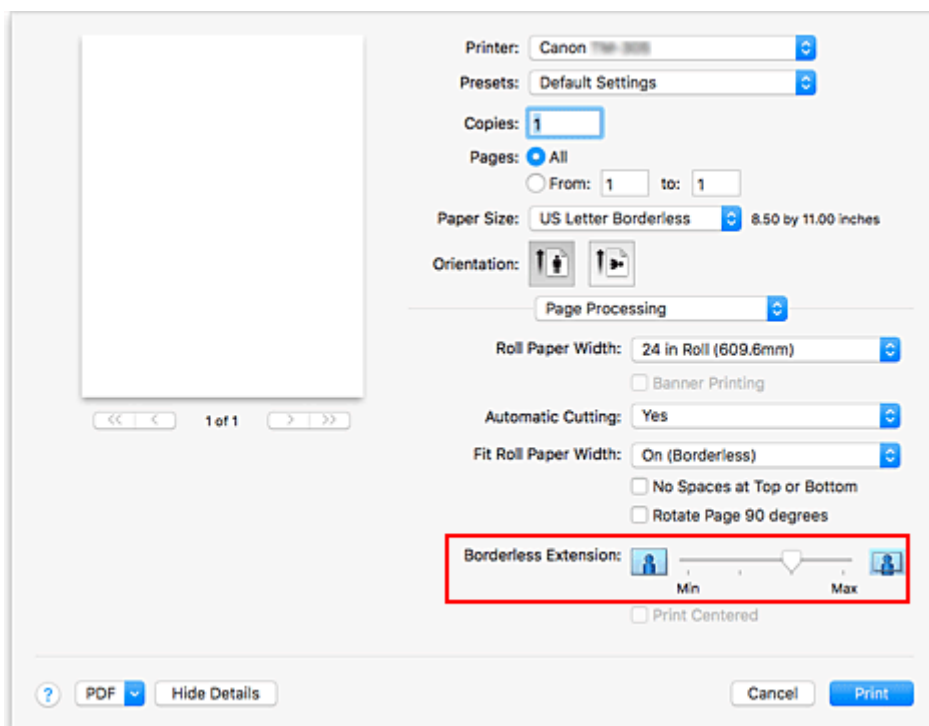 Printer: Canon
Presets: Default Settings
Copies: 1
Pages: All
From: 1 to: 1
Paper Size: US Letter Borderless 8.50 by 11.00 inches
Orientation:
Page Processing
Roll Paper Width: 24 in Roll (609.6mm)
Banner Printing
<< < 1 of 1 > >>
Automatic Cutting: Yes
Fit Roll Paper Width: On (Borderless)
No Spaces at Top or Bottom
Rotate Page 90 degrees
Borderless Extension:
Min Max
Print Centered
? PDF Hide Details Cancel Print